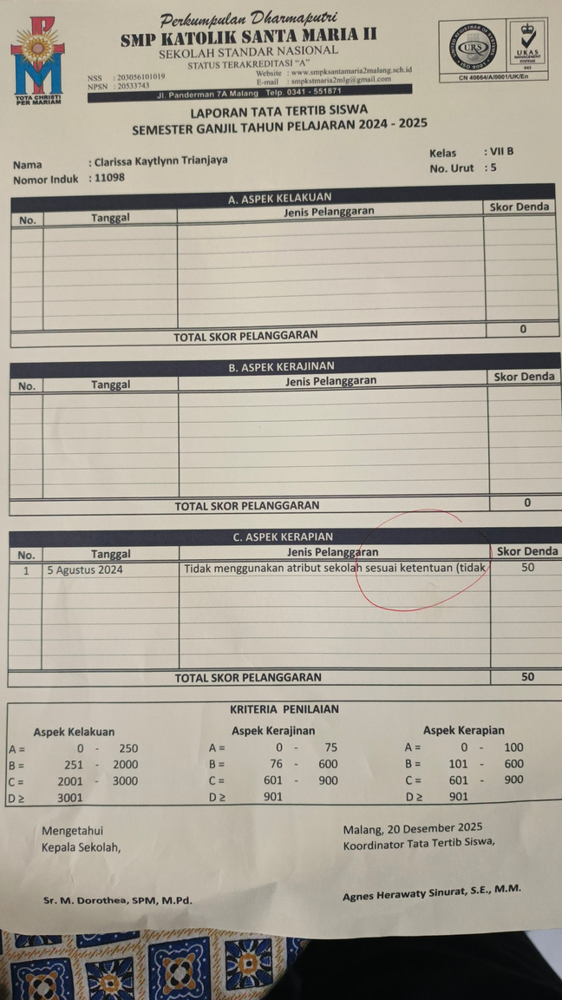 Perkumpulan Dharmaputri
SMP KATOLIK SANTA MARIA II
SEKOLAH STANDAR NASIONAL
STATUS TERAKREDITASI "A"
NSS : 203056101019 Website : www.smpksantamaria2malang.sch.id
NPSN : 20533743 E-mail : smpkstmaria2mlg@gmail.com
Jl. Panderman 7A Malang Telp. 0341 - 551871
TOTA CHRISTI
PER MARIAM
UNITED REGISTRAR OF SYSTEMS
URS
ISO 9001
UKAS
MANAGEMENT
SYSTEMS
CN 40664/A/0001/UK/En
LAPORAN TATA TERTIB SISWA
SEMESTER GANJIL TAHUN PELAJARAN 2024 - 2025
Nama : Clarissa Kaytlynn Trianjaya Kelas : VII B
Nomor Induk : 11098 No. Urut : 5
A. ASPEK KELAKUAN
No. Tanggal Jenis Pelanggaran Skor Denda
TOTAL SKOR PELANGGARAN 0
B. ASPEK KERAJINAN
No. Tanggal Jenis Pelanggaran Skor Denda
TOTAL SKOR PELANGGARAN 0
C. ASPEK KERAPIAN
No. Tanggal Jenis Pelanggaran Skor Denda
1 5 Agustus 2024 Tidak menggunakan atribut sekolah sesuai ketentuan (tidak 50
TOTAL SKOR PELANGGARAN 50
KRITERIA PENILAIAN
Aspek Kelakuan Aspek Kerajinan Aspek Kerapian
A = 0 - 250 A = 0 - 75 A = 0 - 100
B = 251 - 2000 B = 76 - 600 B = 101 - 600
C = 2001 - 3000 C = 601 - 900 C = 601 - 900
D ≥ 3001 D ≥ 901 D ≥ 901
Mengetahui Malang, 20 Desember 2025
Kepala Sekolah, Koordinator Tata Tertib Siswa,
Sr. M. Dorothea, SPM, M.Pd. Agnes Herawaty Sinurat, S.E., M.M.